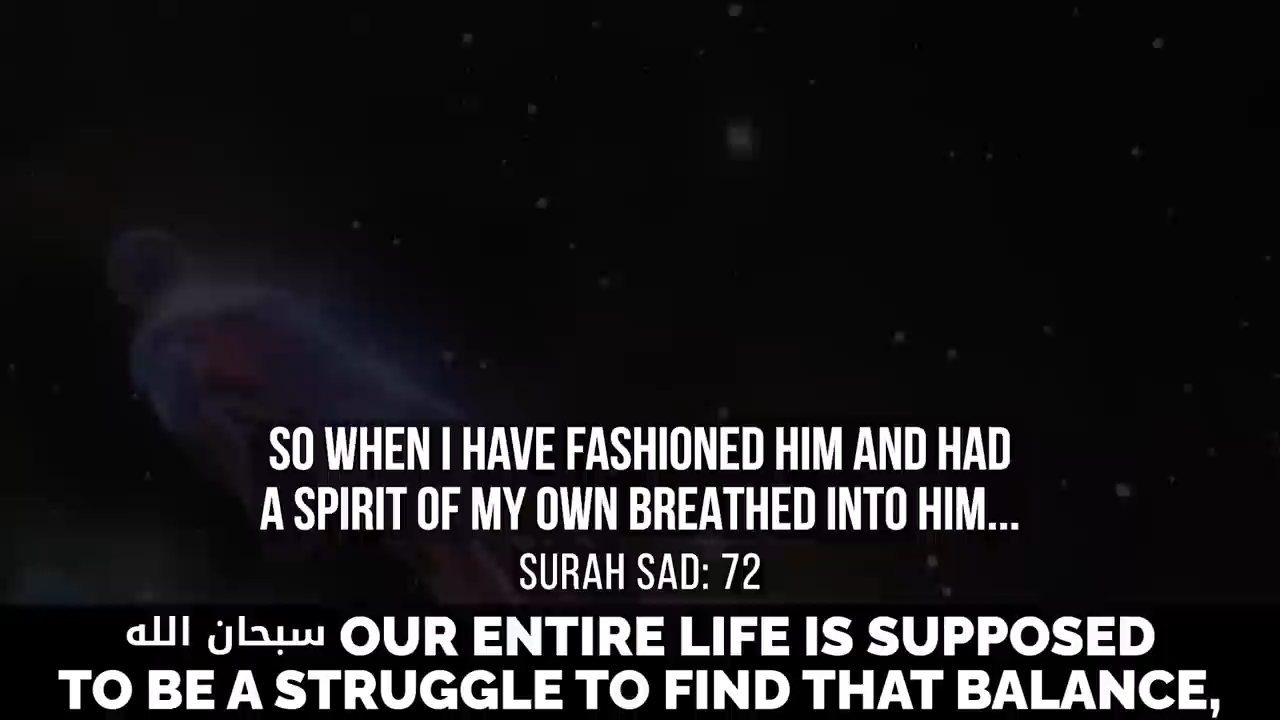 SO WHEN I HAVE FASHIONED HIM AND HAD
A SPIRIT OF MY OWN BREATHED INTO HIM...
SURAH SAD: 72
سبحان الله OUR ENTIRE LIFE IS SUPPOSED
TO BE A STRUGGLE TO FIND THAT BALANCE,